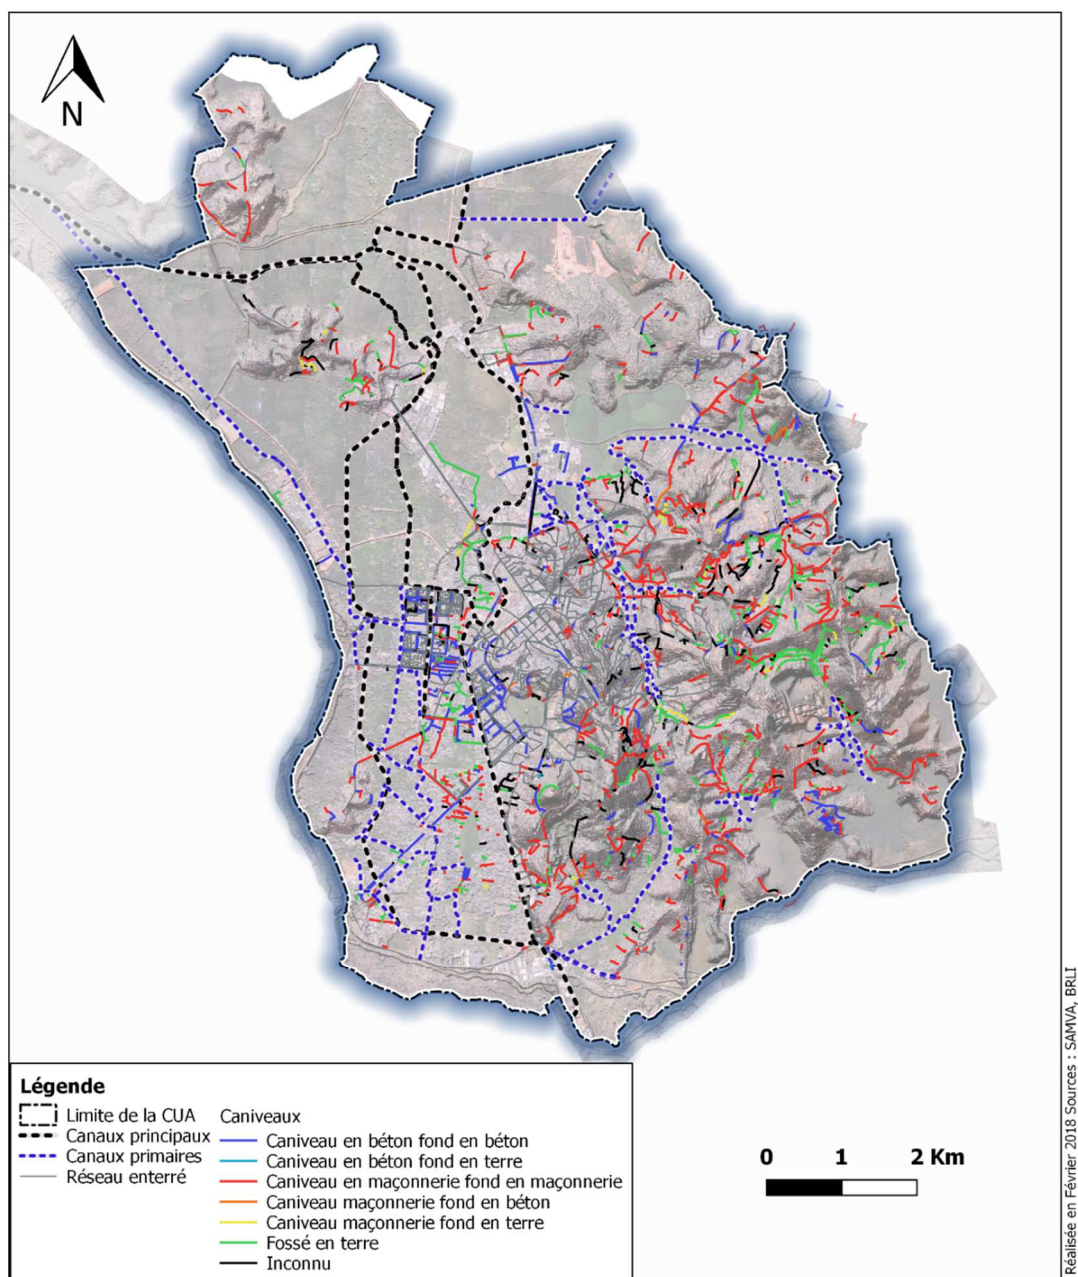 N
Légende
Limite de la CUA
Canaux principaux
Canaux primaires
Réseau enterré
Caniveaux
Caniveau en béton fond en béton
Caniveau en béton fond en terre
Caniveau en maçonnerie fond en maçonnerie
Caniveau maçonnerie fond en béton
Caniveau maçonnerie fond en terre
Fossé en terre
Inconnu
0 1 2 Km
Réalisée en Février 2018 Sources : SAMVA, BRLI